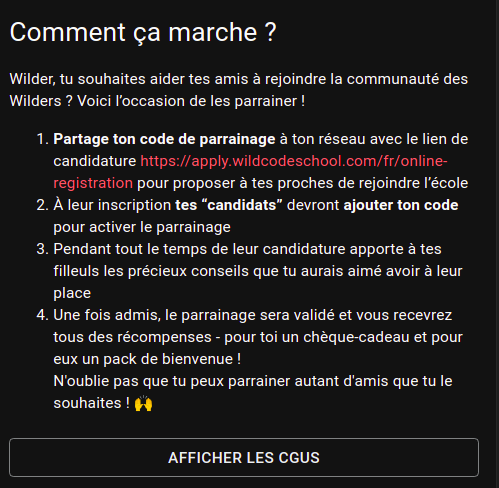 Comment ça marche ?
Wilder, tu souhaites aider tes amis à rejoindre la communauté des
Wilders ? Voici l’occasion de les parrainer !
1. Partage ton code de parrainage à ton réseau avec le lien de
candidature https://apply.wildcodeschool.com/fr/online-
registration pour proposer à tes proches de rejoindre l’école
2. À leur inscription tes “candidats” devront ajouter ton code
pour activer le parrainage
3. Pendant tout le temps de leur candidature apporte à tes
filleuls les précieux conseils que tu aurais aimé avoir à leur
place
4. Une fois admis, le parrainage sera validé et vous recevrez
tous des récompenses - pour toi un chèque-cadeau et pour
eux un pack de bienvenue !
N'oublie pas que tu peux parrainer autant d'amis que tu le
souhaites ! 🙌
AFFICHER LES CGUS